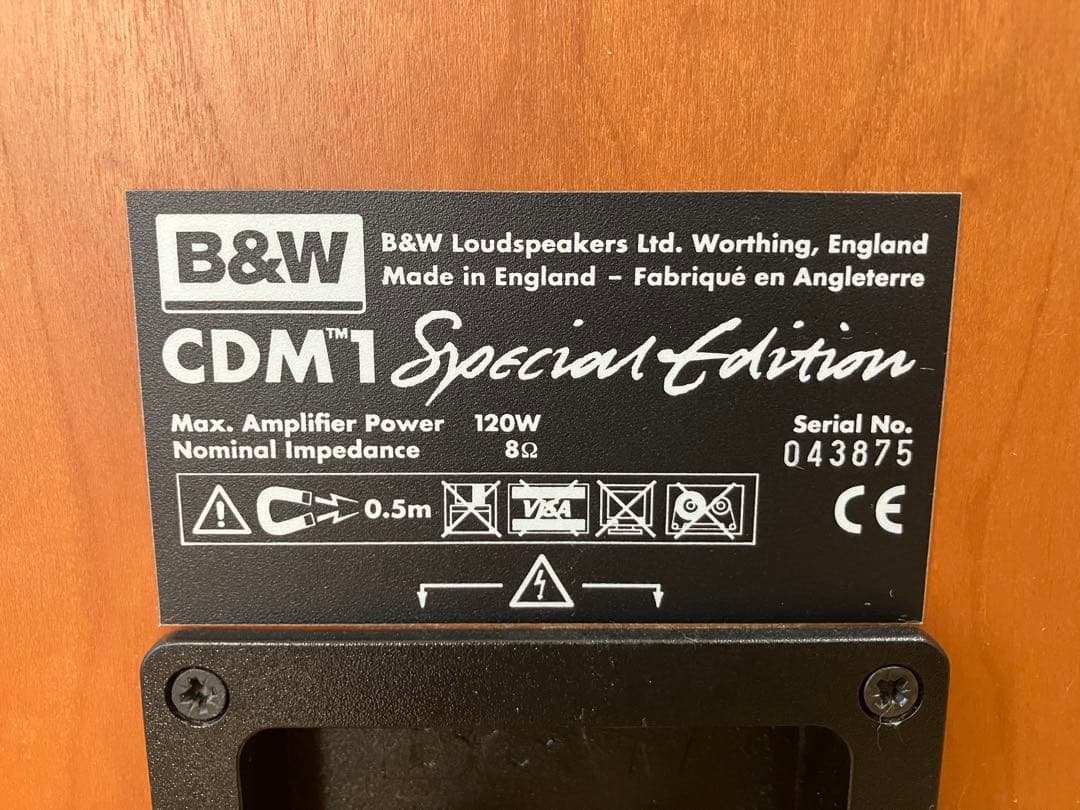 B&W
B&W Loudspeakers Ltd. Worthing, England
Made in England – Fabriqué en Angleterre
CDM™1 Special Edition
Max. Amplifier Power 120W
Nominal Impedance 8Ω
Serial No.
043875
0.5m
VISA
CE